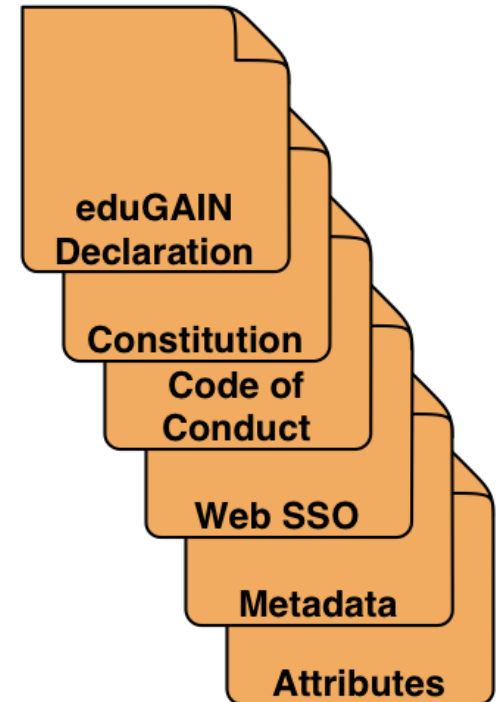 eduGAIN
Declaration
Constitution
Code of
Conduct
Web SSO
Metadata
Attributes